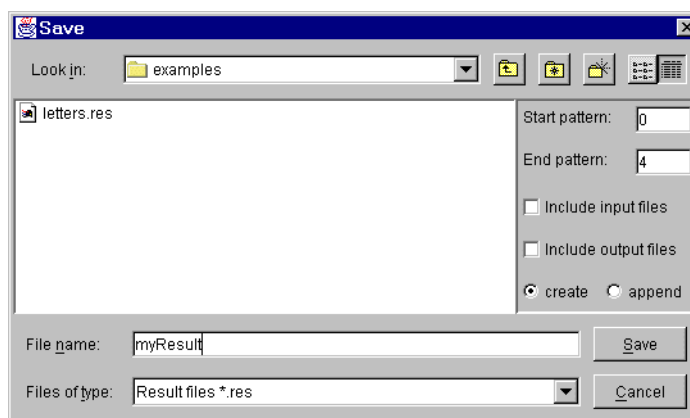 Save
Look in: examples
letters.res
Start pattern: 0
End pattern: 4
Include input files
Include output files
create append
File name: myResult Save
Files of type: Result files *.res Cancel